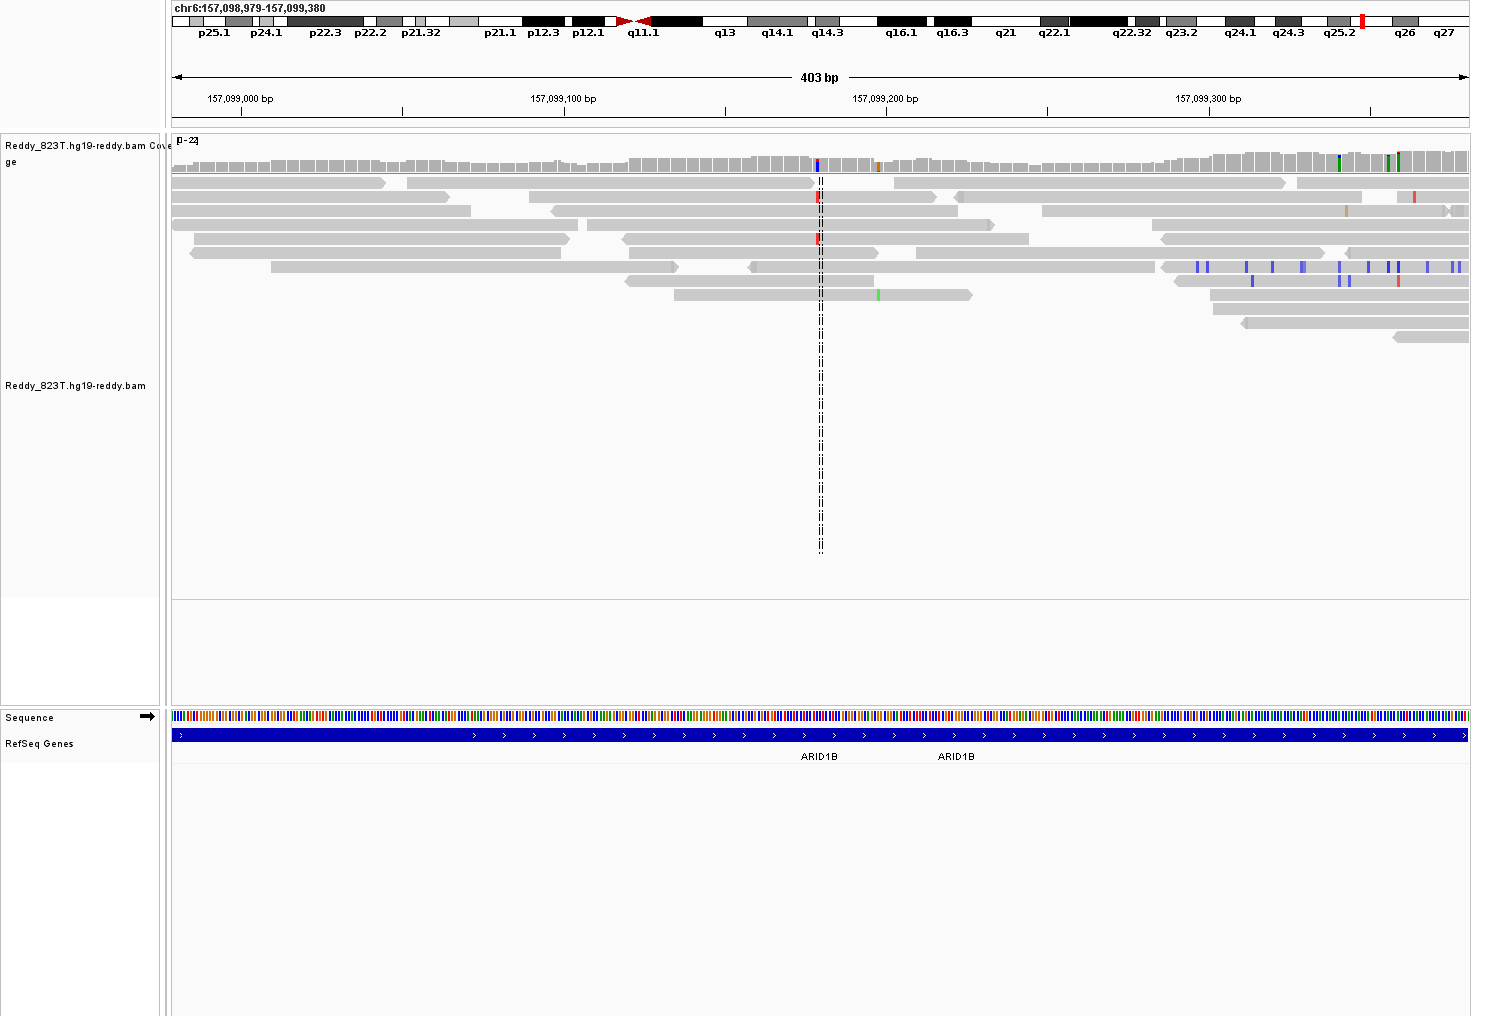 chr6:157,098,979-157,099,380
p25.1 p24.1 p22.3 p22.2 p21.32 p21.1 p12.3 p12.1 q11.1 q13 q14.1 q14.3 q16.1 q16.3 q21 q22.1 q22.32 q23.2 q24.1 q24.3 q25.2 q26 q27
403 bp
157,099,000 bp 157,099,100 bp 157,099,200 bp 157,099,300 bp
[0-22]
Reddy_823T.hg19-reddy.bam Cove
ge
Reddy_823T.hg19-reddy.bam
Sequence
RefSeq Genes
ARID1B ARID1B